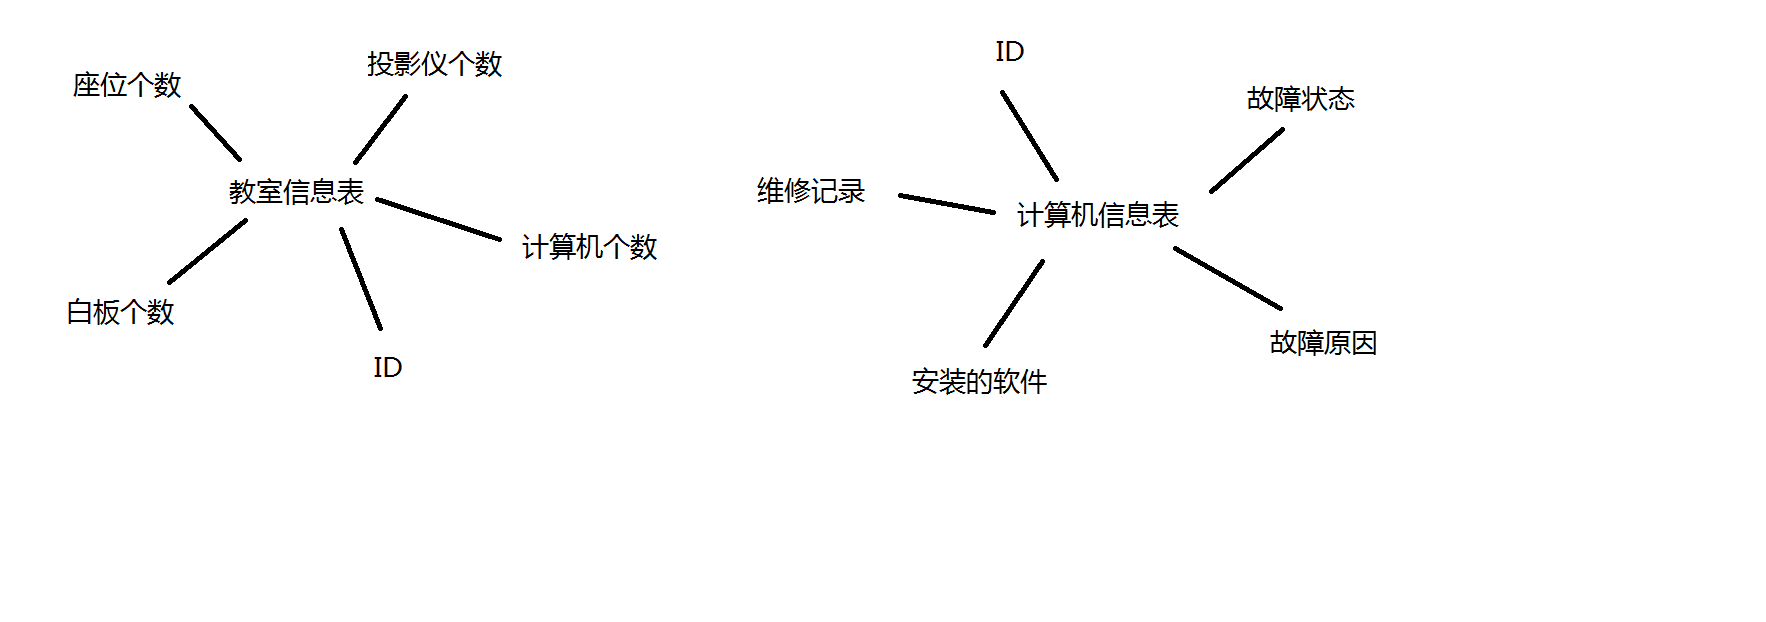 座位个数
投影仪个数
教室信息表
计算机个数
白板个数
ID
ID
故障状态
维修记录
计算机信息表
故障原因
安装的软件